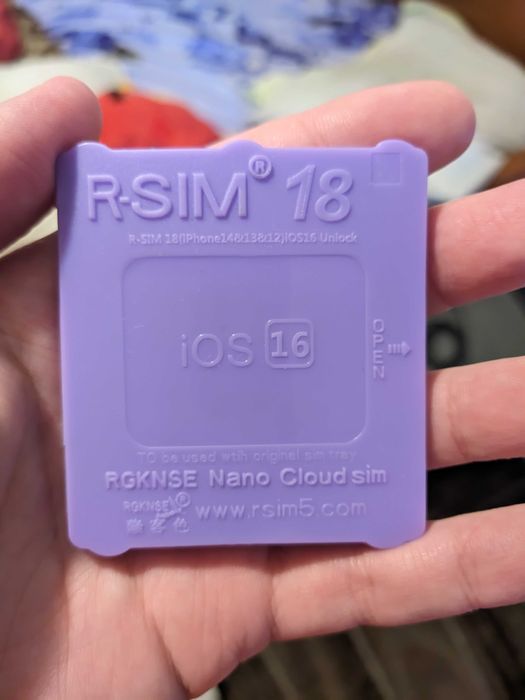 R-SIM® 18
R-SIM 18(iPhone14&13&12)iOS16 Unlock
iOS 16
OPEN
TO be used wtih original sim tray
RGKNSE Nano Cloud sim
RGKNSE®
www.rsim5.com